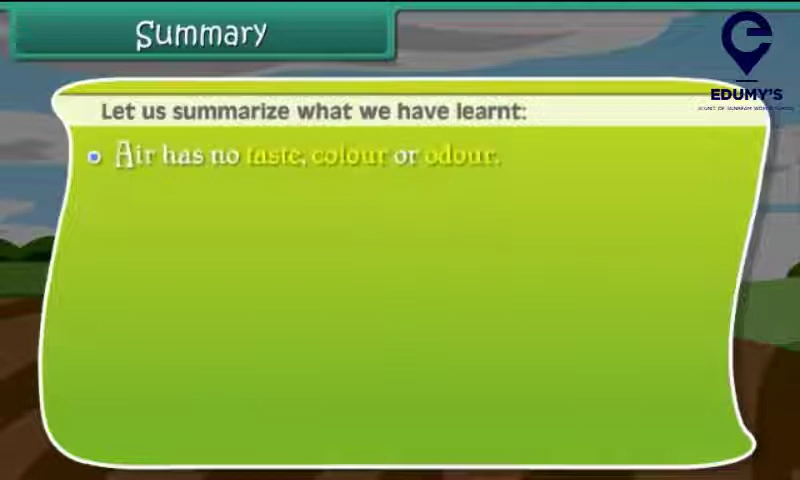 Summary
EDUMY'S
Let us summarize what we have learnt:
Air has no taste, colour or odour.